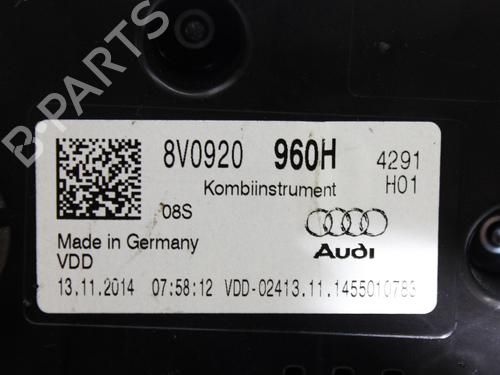 8V0920 960H 4291
Kombiinstrument H01
08S
Audi
Made in Germany
VDD
13.11.2014 07:58:12 VDD-02413.11.1455010783
B-PARTS